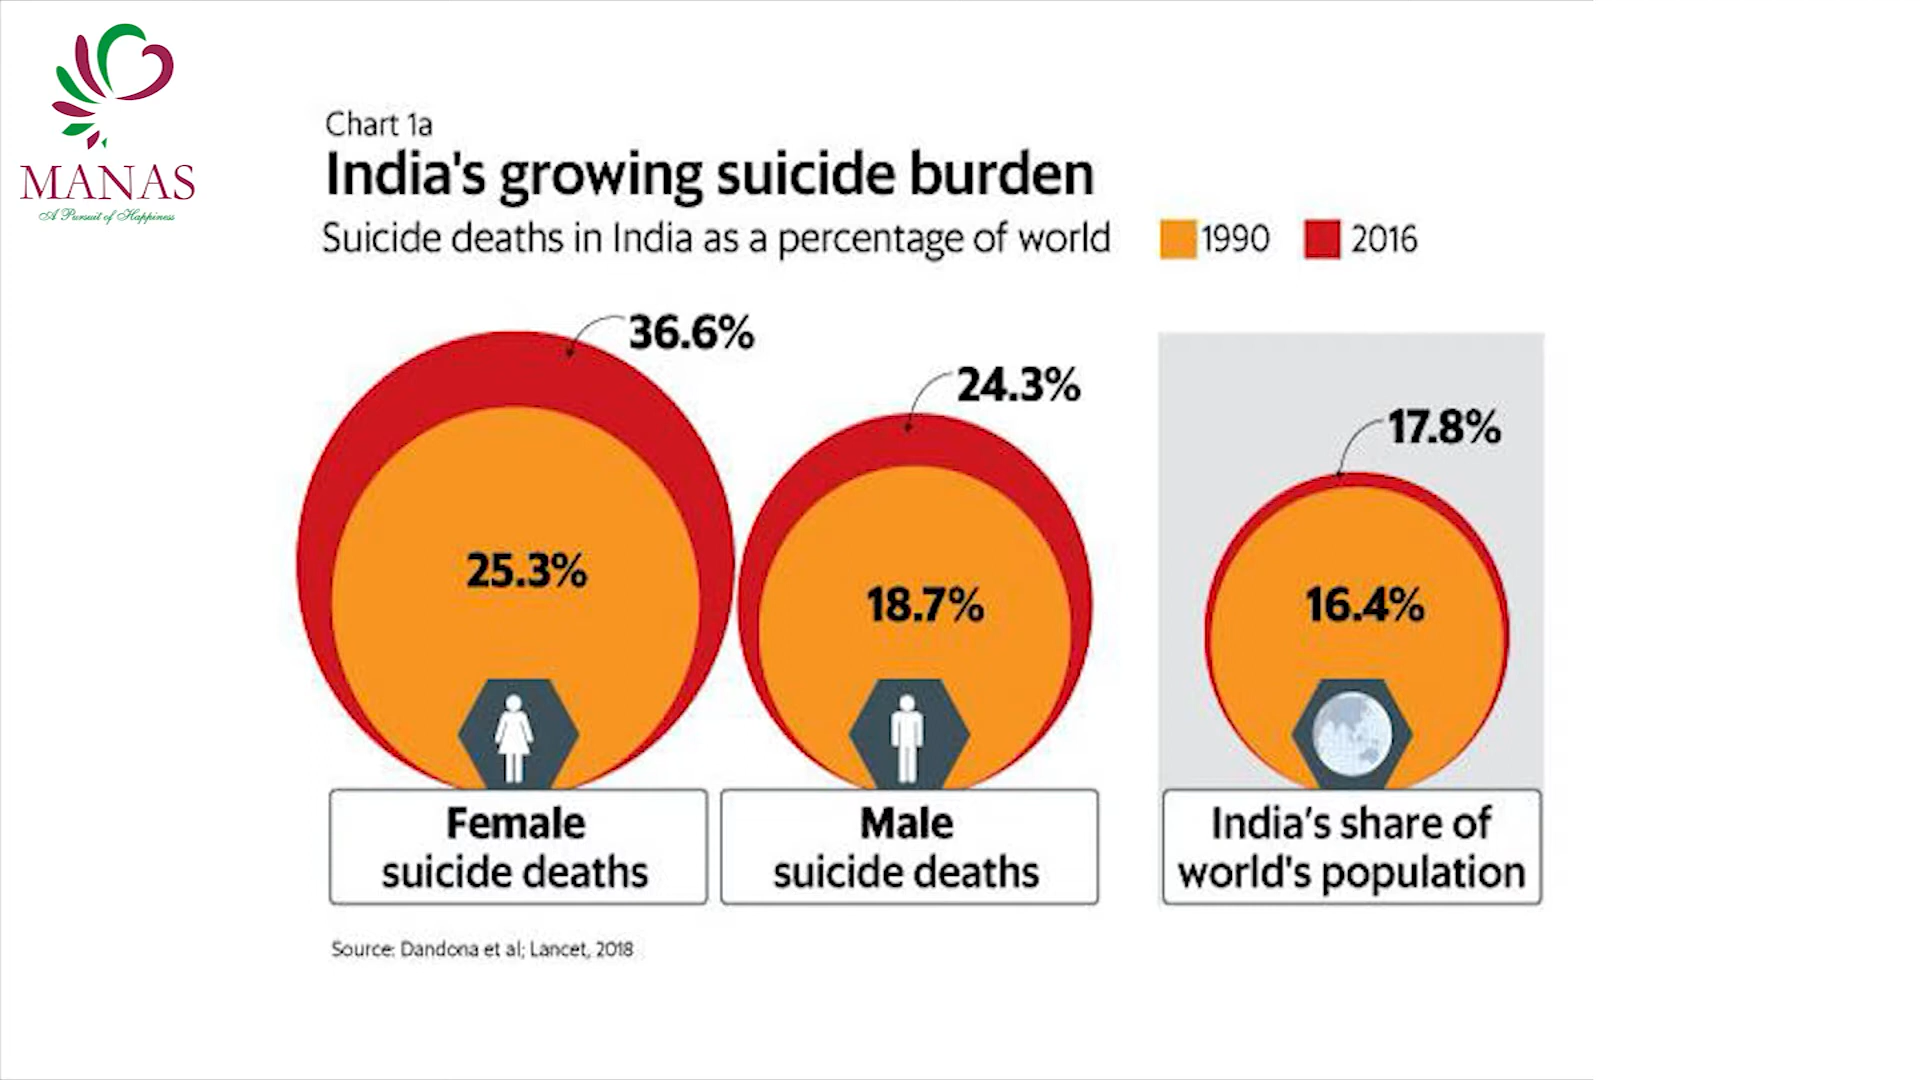 MANAS
A Pursuit of Happiness
Chart 1a
India's growing suicide burden
Suicide deaths in India as a percentage of world
1990
2016
36.6%
25.3%
24.3%
18.7%
17.8%
16.4%
Female
suicide deaths
Male
suicide deaths
India's share of
world's population
Source: Dandona et al; Lancet, 2018